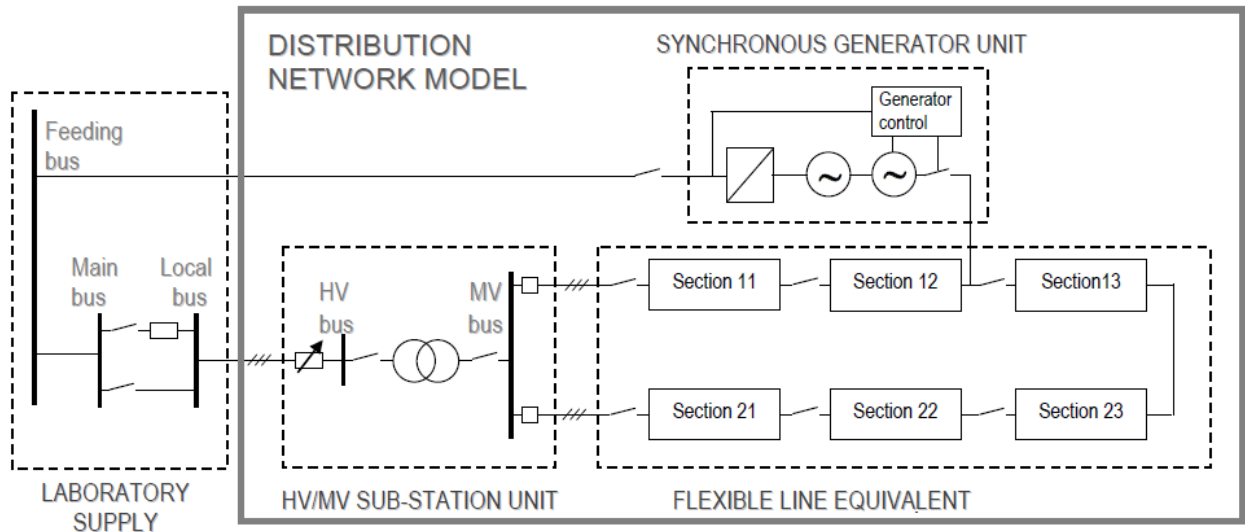 DISTRIBUTION
NETWORK MODEL
SYNCHRONOUS GENERATOR UNIT
Generator
control
~
~
Feeding
bus
Main
bus
Local
bus
HV
bus
MV
bus
Section 11
Section 12
Section13
Section 21
Section 22
Section 23
LABORATORY
SUPPLY
HV/MV SUB-STATION UNIT
FLEXIBLE LINE EQUIVALENT